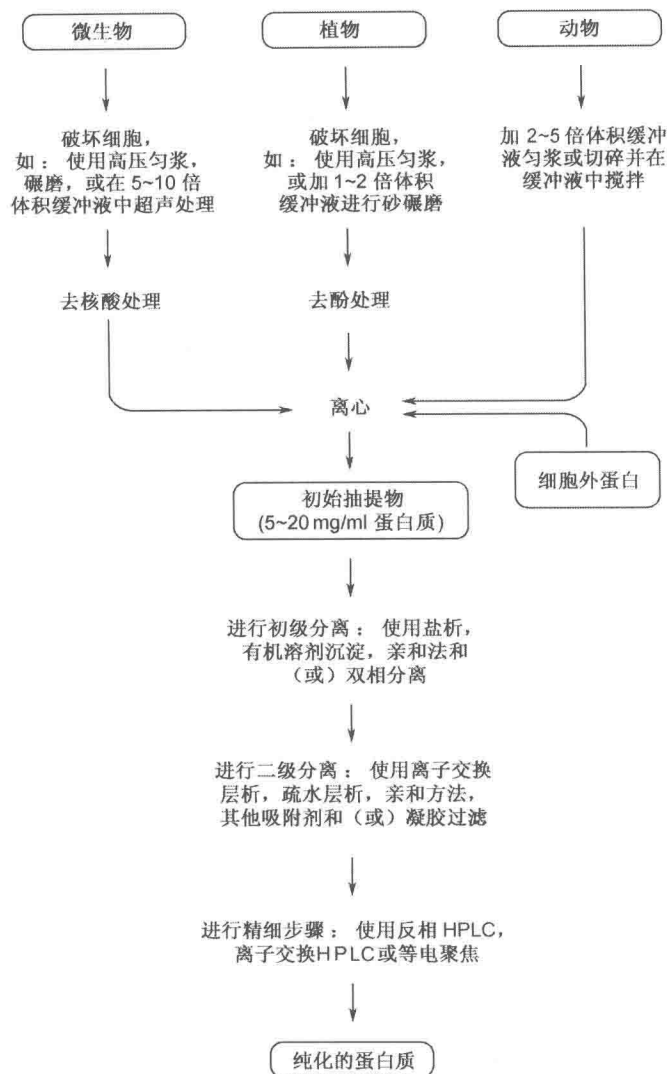 微生物
植物
动物
破坏细胞，
如： 使用高压匀浆，
碾磨，或在 5~10 倍
体积缓冲液中超声处理
破坏细胞，
如： 使用高压匀浆，
或加 1~2 倍体积
缓冲液进行砂碾磨
加 2~5 倍体积缓冲
液匀浆或切碎并在
缓冲液中搅拌
去核酸处理
去酚处理
离心
细胞外蛋白
初始抽提物
(5~20 mg/ml 蛋白质)
进行初级分离： 使用盐析，
有机溶剂沉淀，亲和法和
（或）双相分离
进行二级分离： 使用离子交换
层析，疏水层析，亲和方法，
其他吸附剂和（或）凝胶过滤
进行精细步骤： 使用反相 HPLC，
离子交换HPLC或等电聚焦
纯化的蛋白质